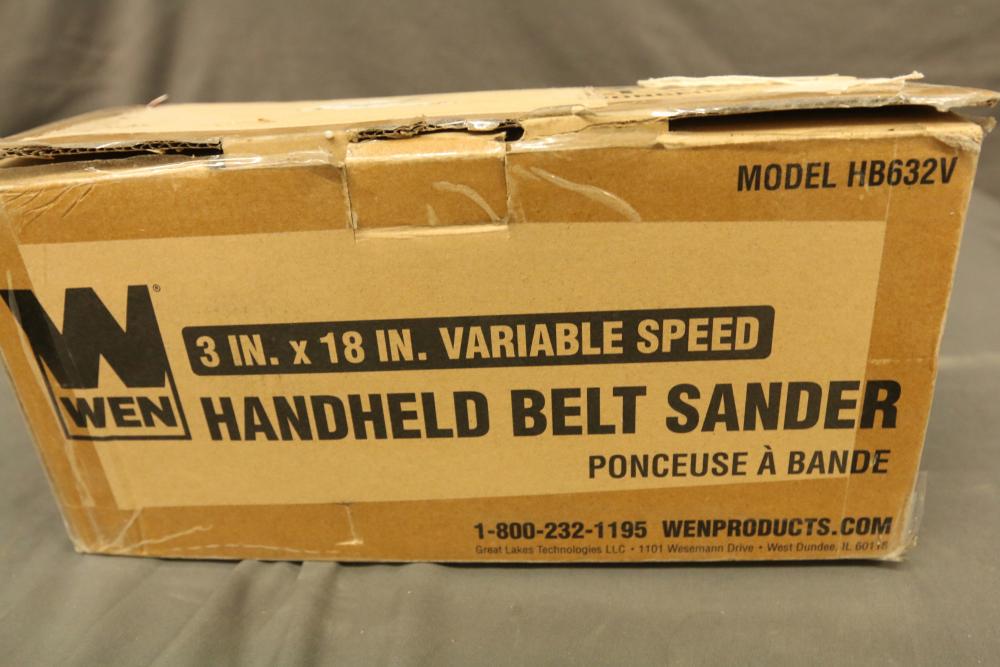 MODEL HB632V
W®
WEN
3 IN. x 18 IN. VARIABLE SPEED
HANDHELD BELT SANDER
PONCEUSE À BANDE
1-800-232-1195 WENPRODUCTS.COM
Great Lakes Technologies LLC • 1101 Wesemann Drive • West Dundee, IL 60118